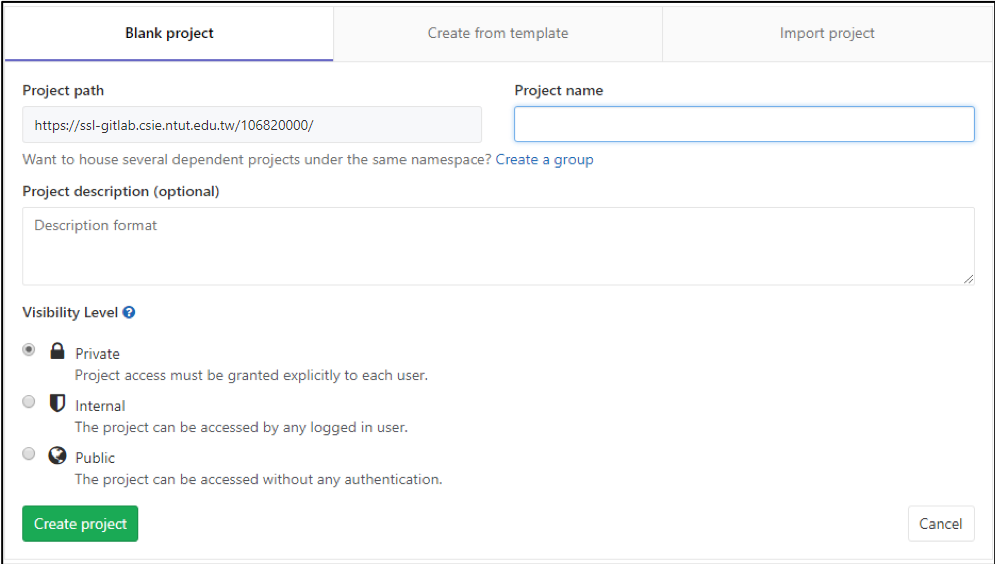 Blank project
Create from template
Import project
Project path
Project name
https://ssl-gitlab.csie.ntut.edu.tw/106820000/
Want to house several dependent projects under the same namespace? Create a group
Project description (optional)
Description format
Visibility Level ?
Private
Project access must be granted explicitly to each user.
Internal
The project can be accessed by any logged in user.
Public
The project can be accessed without any authentication.
Create project
Cancel